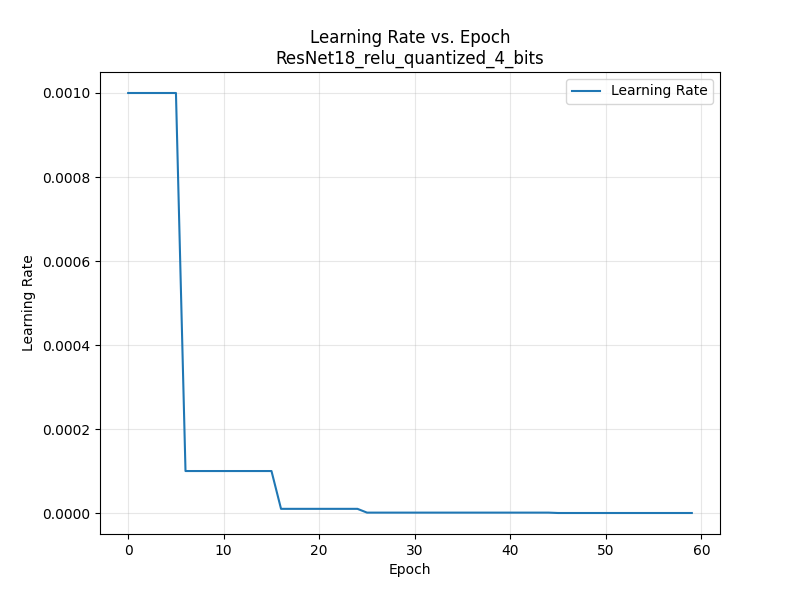 Learning Rate vs. Epoch
ResNet18_relu_quantized_4_bits
Learning Rate
0.0010
0.0008
0.0006
0.0004
0.0002
0.0000
Learning Rate
0 10 20 30 40 50 60
Epoch